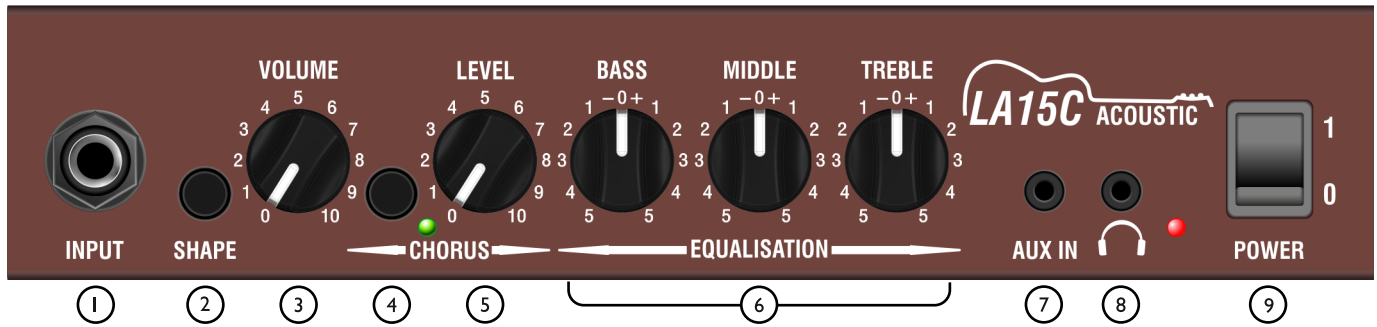 VOLUME LEVEL BASS MIDDLE TREBLE
0 1 2 3 4 5 6 7 8 9 10
0 1 2 3 4 5 6 7 8 9 10
5 4 3 2 1 –0+ 1 2 3 4 5
5 4 3 2 1 –0+ 1 2 3 4 5
5 4 3 2 1 –0+ 1 2 3 4 5
LA15C ACOUSTIC
1
0
INPUT SHAPE CHORUS EQUALISATION AUX IN POWER
1 2 3 4 5 6 7 8 9